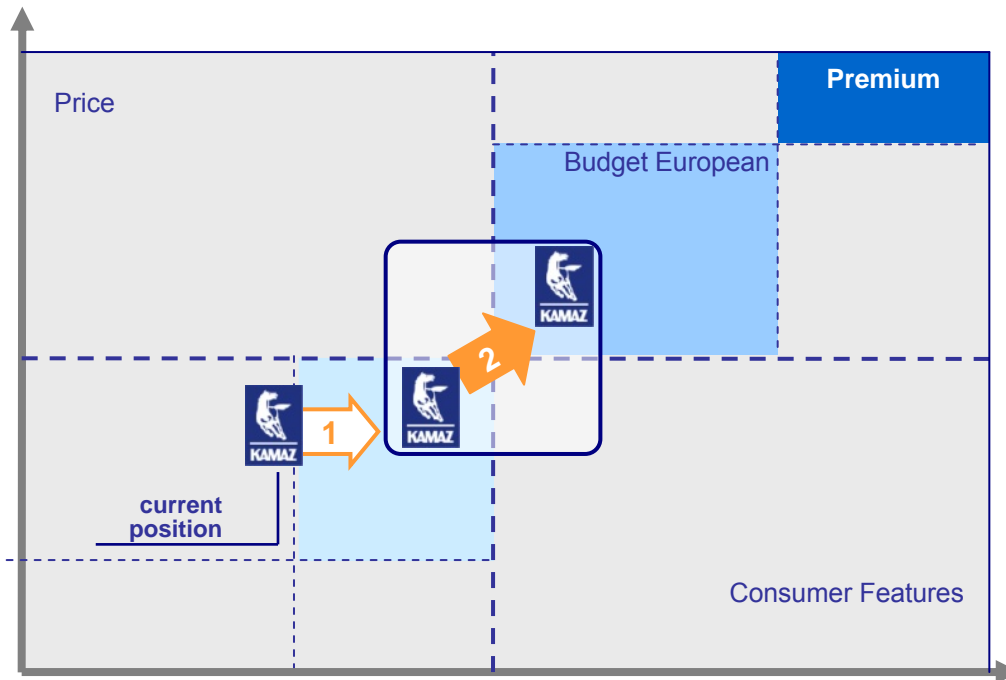 Premium
Price
Budget European
KAMAZ
2
KAMAZ
1
KAMAZ
current
position
Consumer Features